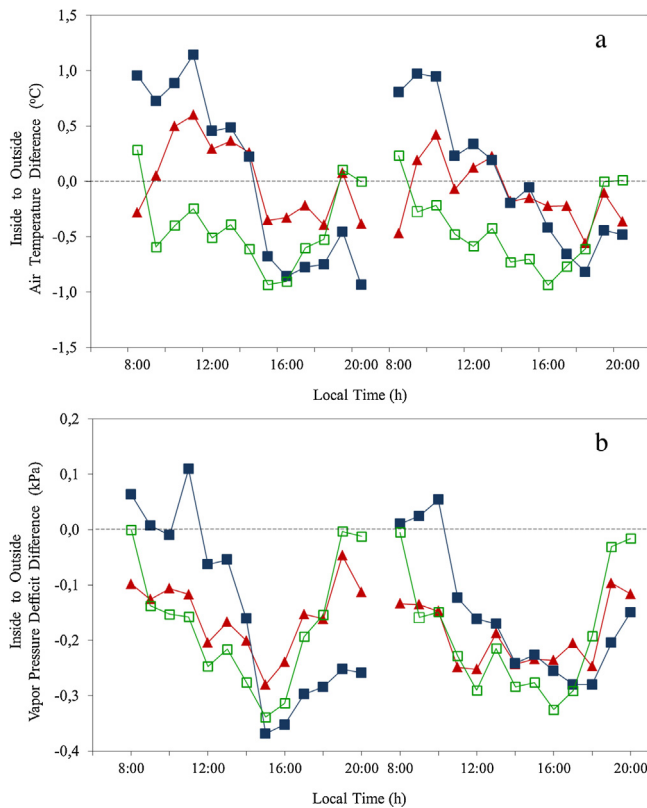 a
Inside to Outside
Air Temperature Diference (ºC)
1,5
1,0
0,5
0,0
-0,5
-1,0
-1,5
8:00 12:00 16:00 20:00 8:00 12:00 16:00 20:00
Local Time (h)
b
Inside to Outside
Vapor Pressure Defficit Difference (kPa)
0,2
0,1
0,0
-0,1
-0,2
-0,3
-0,4
8:00 12:00 16:00 20:00 8:00 12:00 16:00 20:00
Local Time (h)